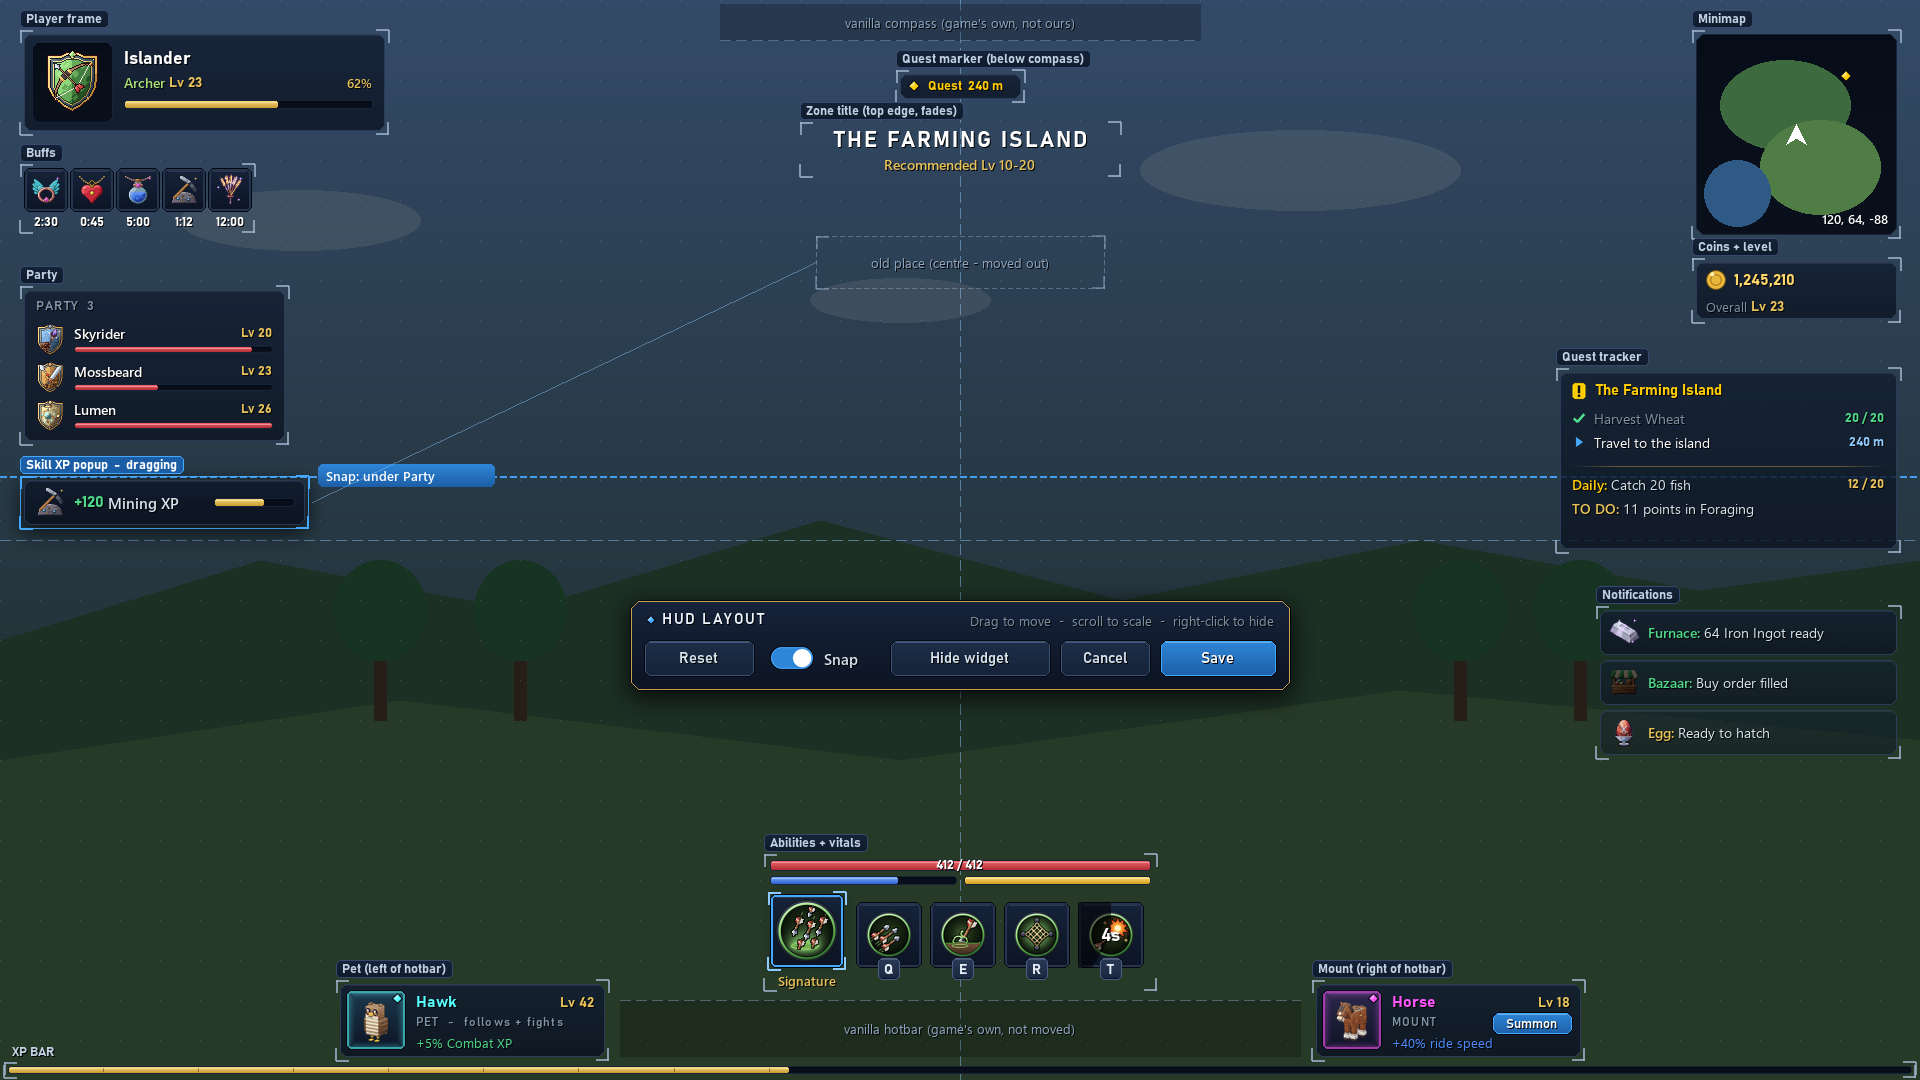 Player frame
Islander
Archer Lv 23
62%
Buffs
2:30
0:45
5:00
1:12
12:00
Party
PARTY 3
Skyrider
Lv 20
Mossbeard
Lv 23
Lumen
Lv 26
Skill XP popup - dragging
+120 Mining XP
Snap: under Party
vanilla compass (game's own, not ours)
Quest marker (below compass)
Quest 240 m
Zone title (top edge, fades)
THE FARMING ISLAND
Recommended Lv 10-20
old place (centre - moved out)
Minimap
120, 64, -88
Coins + level
1,245,210
Overall Lv 23
Quest tracker
The Farming Island
Harvest Wheat
20 / 20
Travel to the island
240 m
Daily: Catch 20 fish
12 / 20
TO DO: 11 points in Foraging
Notifications
Furnace: 64 Iron Ingot ready
Bazaar: Buy order filled
Egg: Ready to hatch
HUD LAYOUT
Drag to move - scroll to scale - right-click to hide
Reset
Snap
Hide widget
Cancel
Save
Abilities + vitals
412 / 412
4s
Q
E
R
T
Signature
Pet (left of hotbar)
Hawk
Lv 42
PET - follows + fights
+5% Combat XP
vanilla hotbar (game's own, not moved)
Mount (right of hotbar)
Horse
Lv 18
MOUNT
Summon
+40% ride speed
XP BAR